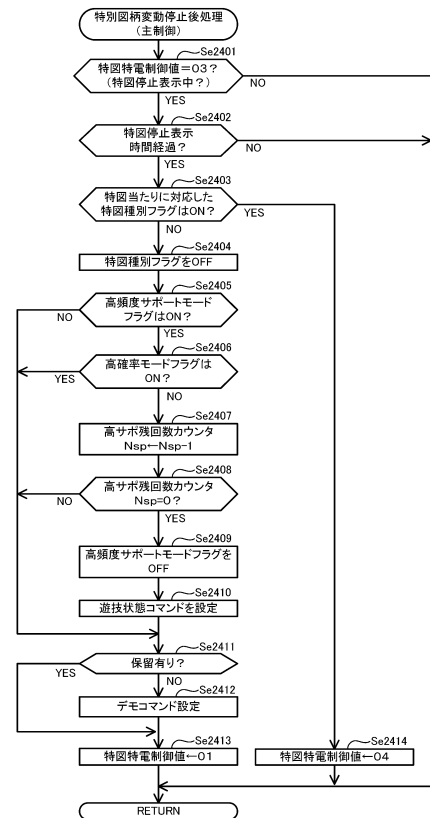 特別図柄変動停止後処理
(主制御)
Se2401
特図特電制御値=03?
(特図停止表示中?)
NO
YES
Se2402
特図停止表示
時間経過?
NO
YES
Se2403
特図当たりに対応した
特図種別フラグはON?
YES
NO
Se2404
特図種別フラグをOFF
Se2405
高頻度サポートモード
フラグはON?
NO
YES
Se2406
高確率モードフラグは
ON?
YES
NO
Se2407
高サポ残回数カウンタ
Nsp←Nsp-1
Se2408
高サポ残回数カウンタ
Nsp=0?
NO
YES
Se2409
高頻度サポートモードフラグを
OFF
Se2410
遊技状態コマンドを設定
Se2411
保留有り?
YES
NO
Se2412
デモコマンド設定
Se2413
特図特電制御値←01
Se2414
特図特電制御値←04
RETURN